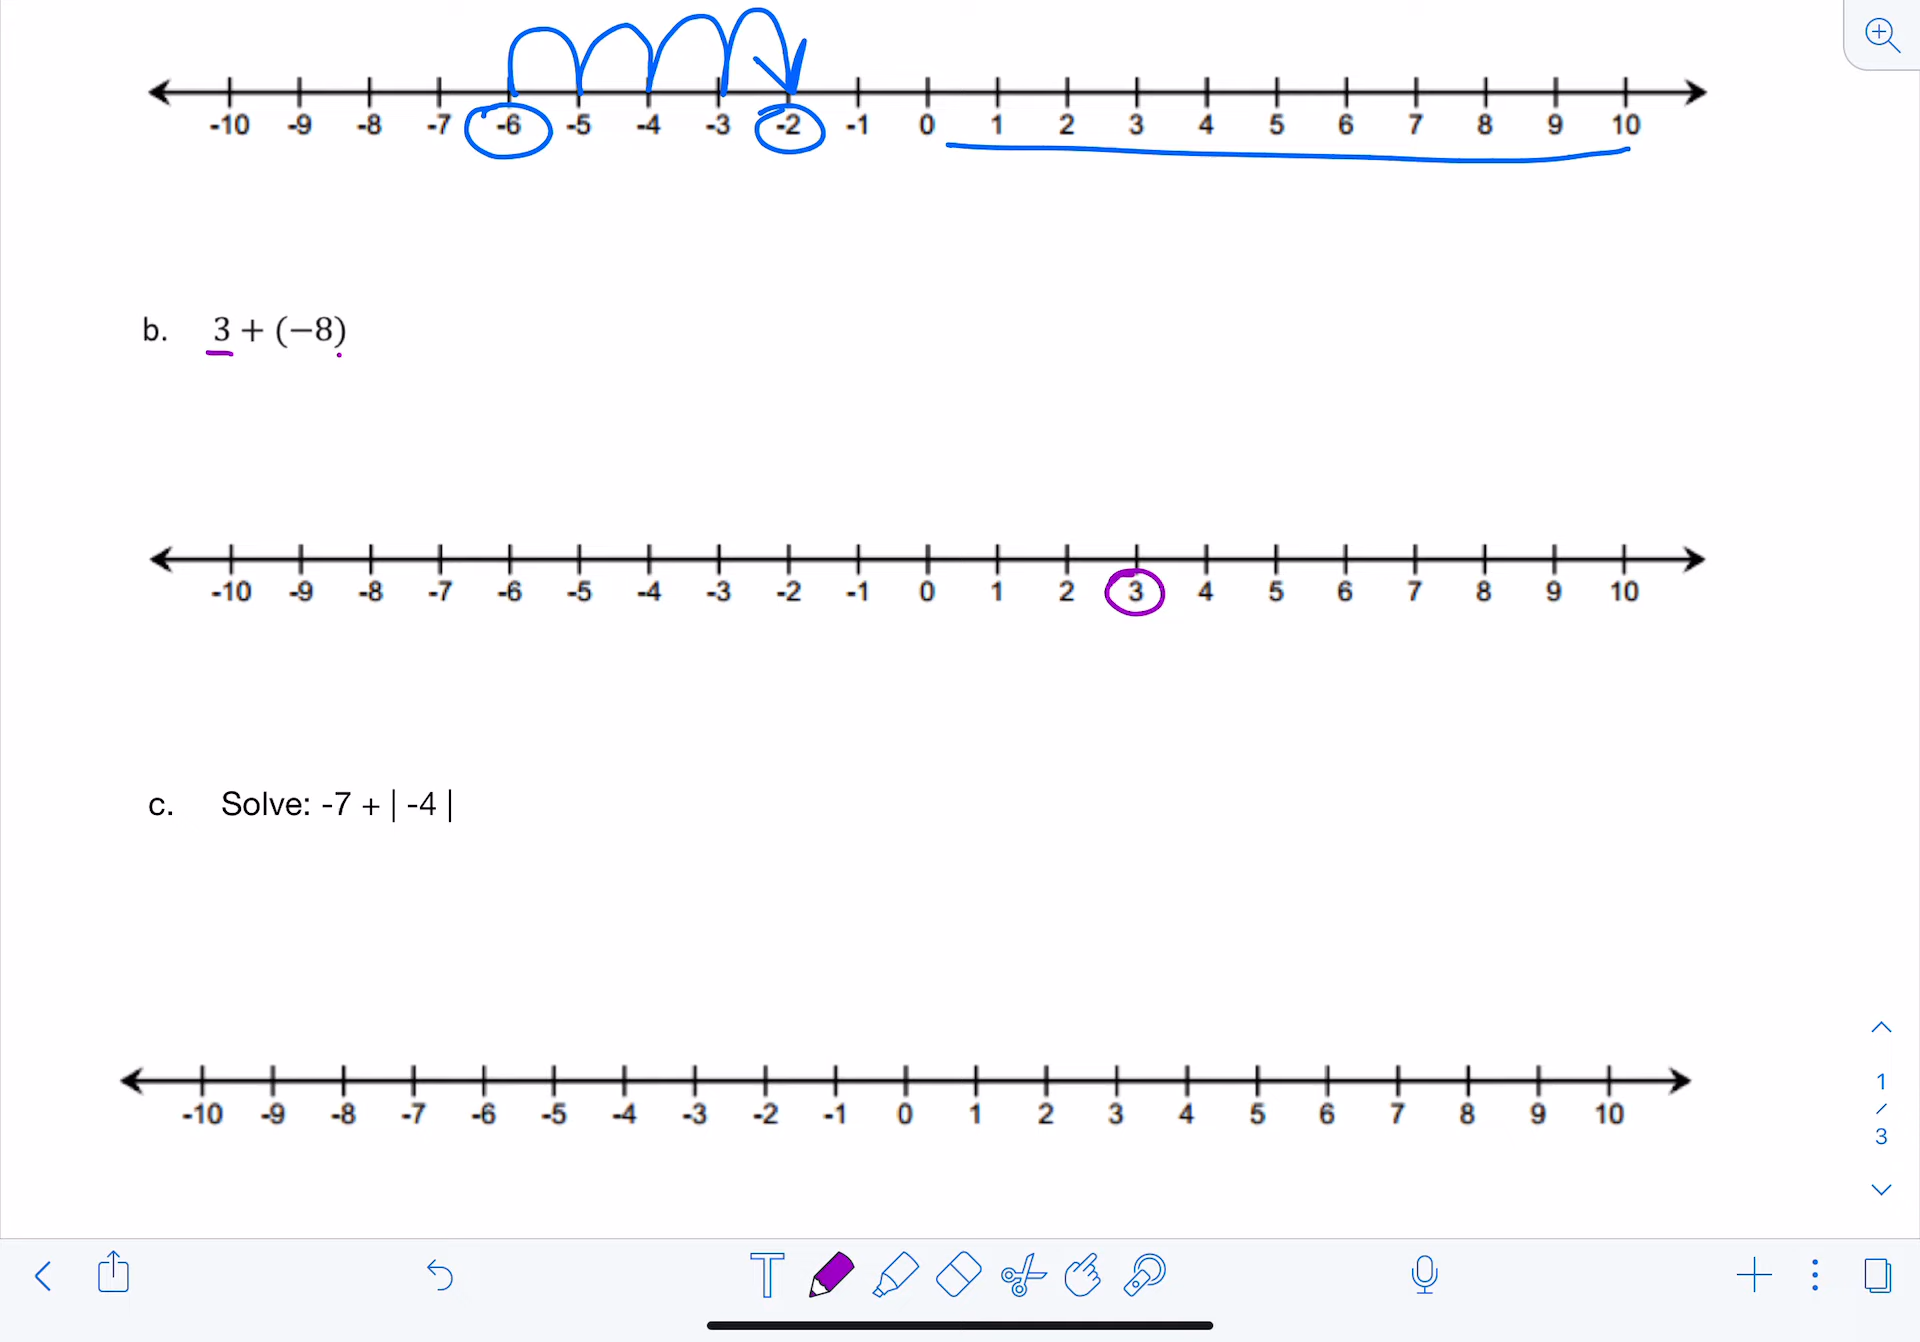 -10 -9 -8 -7 -6 -5 -4 -3 -2 -1 0 1 2 3 4 5 6 7 8 9 10
b. 3 + (−8)
-10 -9 -8 -7 -6 -5 -4 -3 -2 -1 0 1 2 3 4 5 6 7 8 9 10
c. Solve: -7 + | -4 |
-10 -9 -8 -7 -6 -5 -4 -3 -2 -1 0 1 2 3 4 5 6 7 8 9 10
1
/
3
T